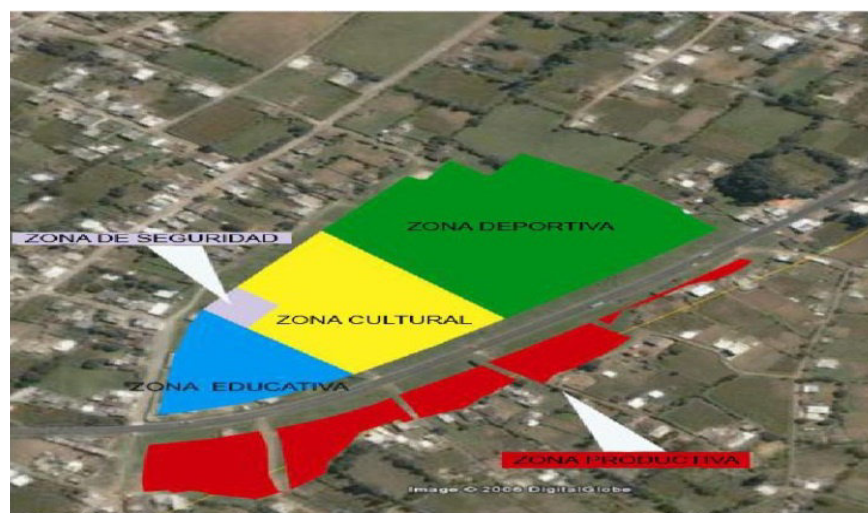 ZONA DEPORTIVA
ZONA DE SEGURIDAD
ZONA CULTURAL
ZONA EDUCATIVA
ZONA PRODUCTIVA
Image © 2006 DigitalGlobe